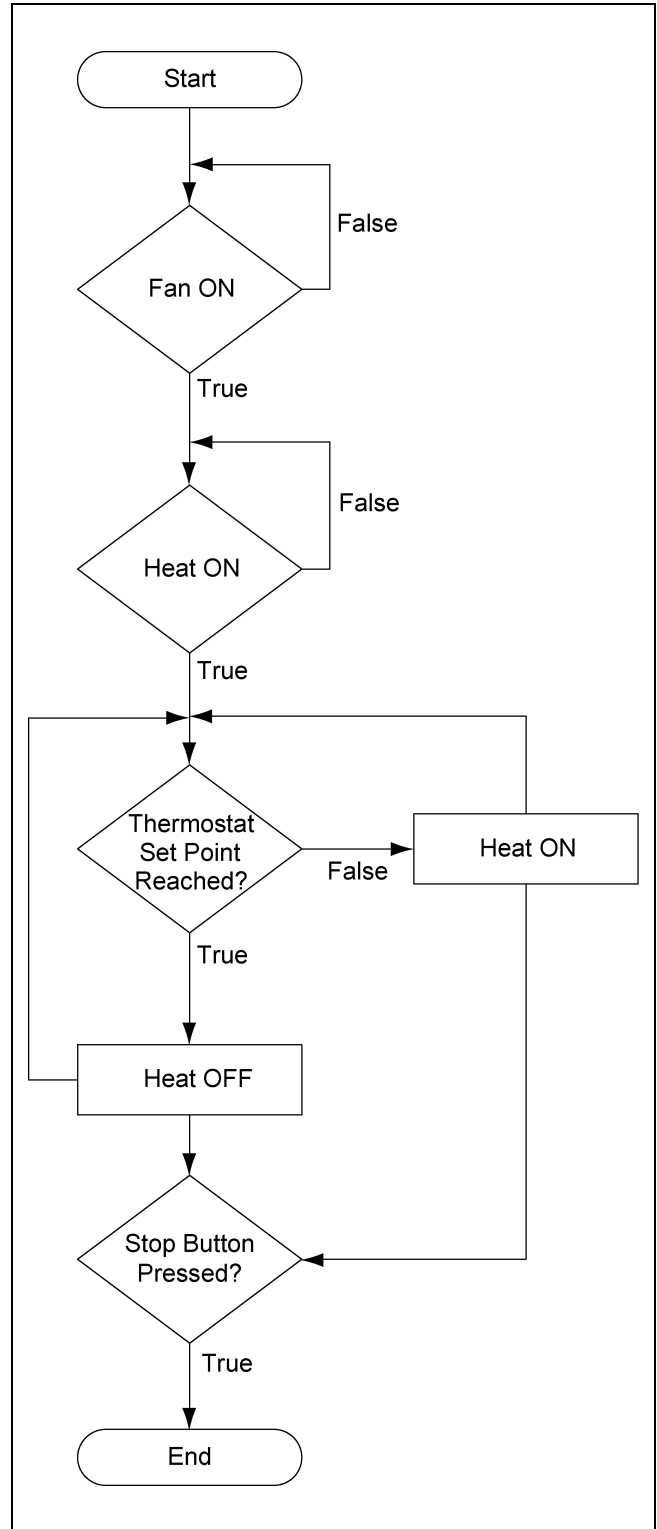 Start
False
Fan ON
True
False
Heat ON
True
Thermostat
Set Point
Reached?
False
Heat ON
True
Heat OFF
Stop Button
Pressed?
True
End